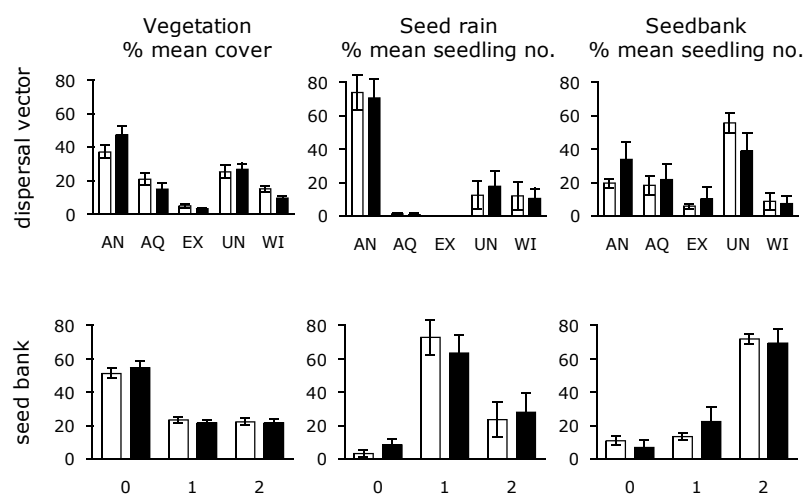 Vegetation
% mean cover
Seed rain
% mean seedling no.
Seedbank
% mean seedling no.
dispersal vector
80
60
40
20
0
AN AQ EX UN WI
80
60
40
20
0
AN AQ EX UN WI
80
60
40
20
0
AN AQ EX UN WI
seed bank
80
60
40
20
0
0 1 2
80
60
40
20
0
0 1 2
80
60
40
20
0
0 1 2